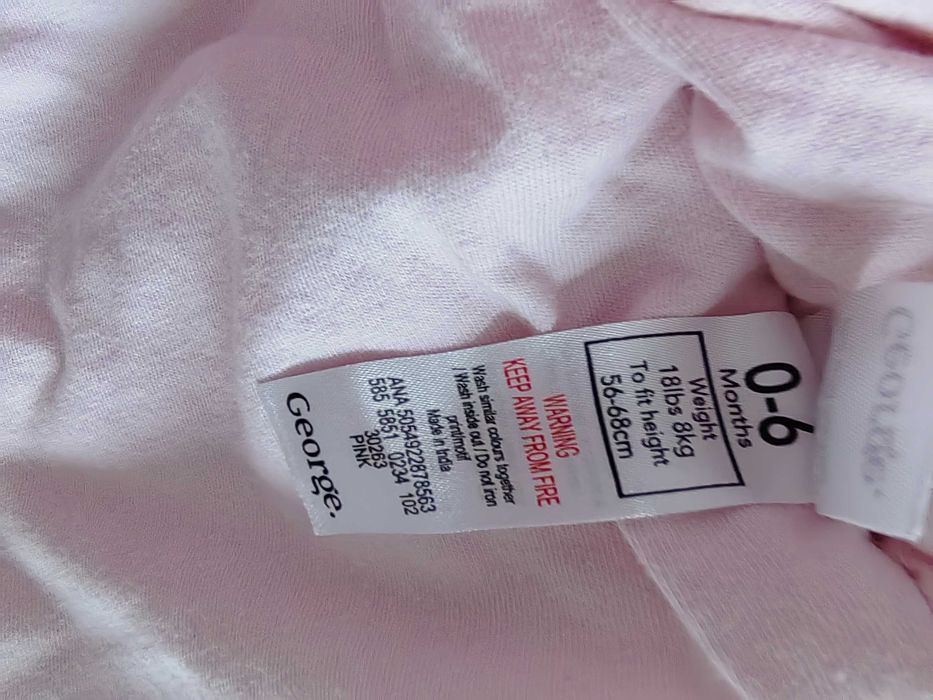 0-6
Months
Weight
18lbs 8kg
To fit height
56-68cm
WARNING
KEEP AWAY FROM FIRE
Wash similar colours together
/ Wash inside out / Do not iron
print/motif
Made in India
ANA 5054922878563
585 5851 0234 102
30263
PINK
George.
George.